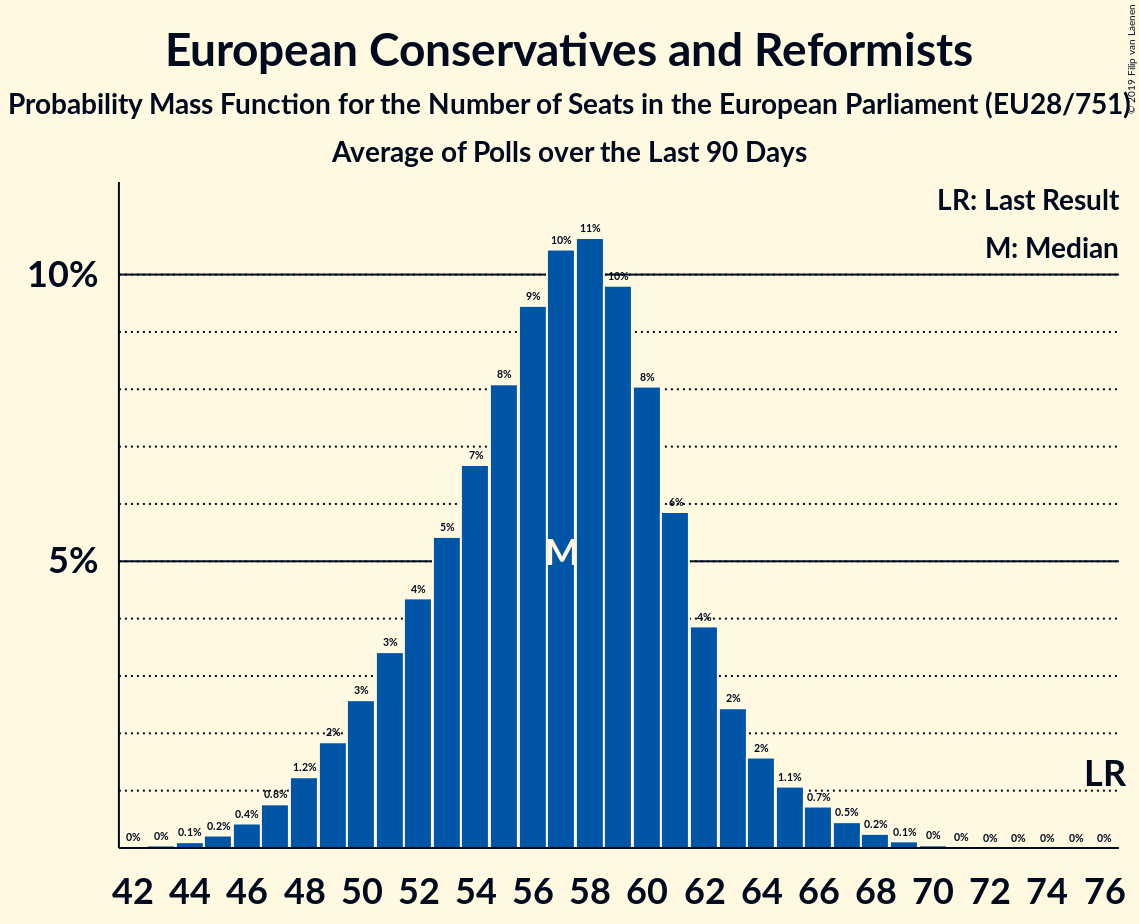 European Conservatives and Reformists
Probability Mass Function for the Number of Seats in the European Parliament (EU28/751)
Average of Polls over the Last 90 Days
© 2019 Filip van Laenen
LR: Last Result
M: Median
10%
5%
0% 0% 0.1% 0.2% 0.4% 0.8% 1.2% 2% 3% 3% 4% 5% 7% 8% 9% 10% 11% 10% 8% 6% 4% 2% 2% 1.1% 0.7% 0.5% 0.2% 0.1% 0% 0% 0% 0% 0% 0% 0%
M
LR
42 44 46 48 50 52 54 56 58 60 62 64 66 68 70 72 74 76